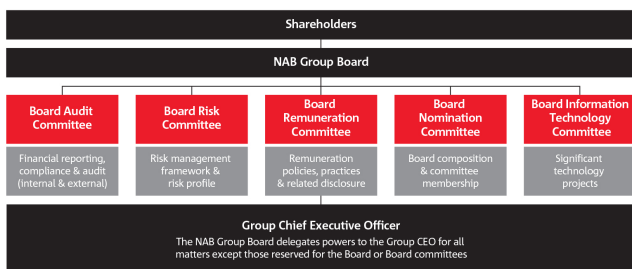 Shareholders
NAB Group Board
Board Audit
Committee
Board Risk
Committee
Board
Remuneration
Committee
Board
Nomination
Committee
Board Information
Technology
Committee
Financial reporting,
compliance & audit
(internal & external)
Risk management
framework &
risk profile
Remuneration
policies, practices
& related disclosure
Board composition
& committee
membership
Significant
technology
projects
Group Chief Executive Officer
The NAB Group Board delegates powers to the Group CEO for all
matters except those reserved for the Board or Board committees